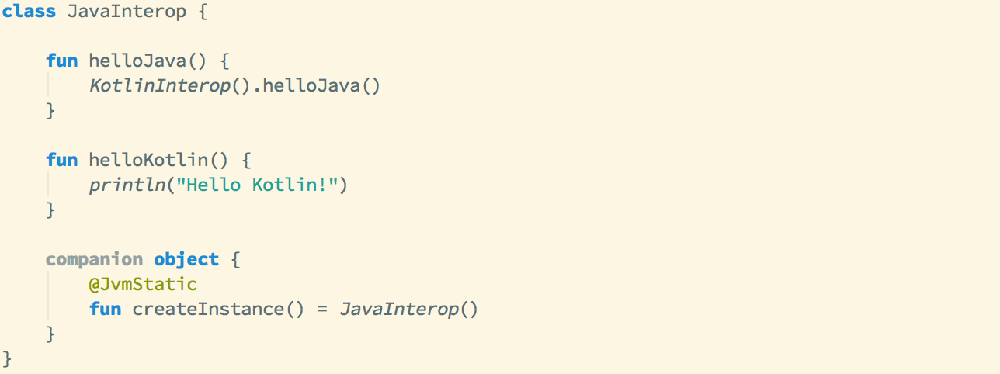 class JavaInterop {
fun helloJava() {
KotlinInterop().helloJava()
}
fun helloKotlin() {
println("Hello Kotlin!")
}
companion object {
@JvmStatic
fun createInstance() = JavaInterop()
}
}